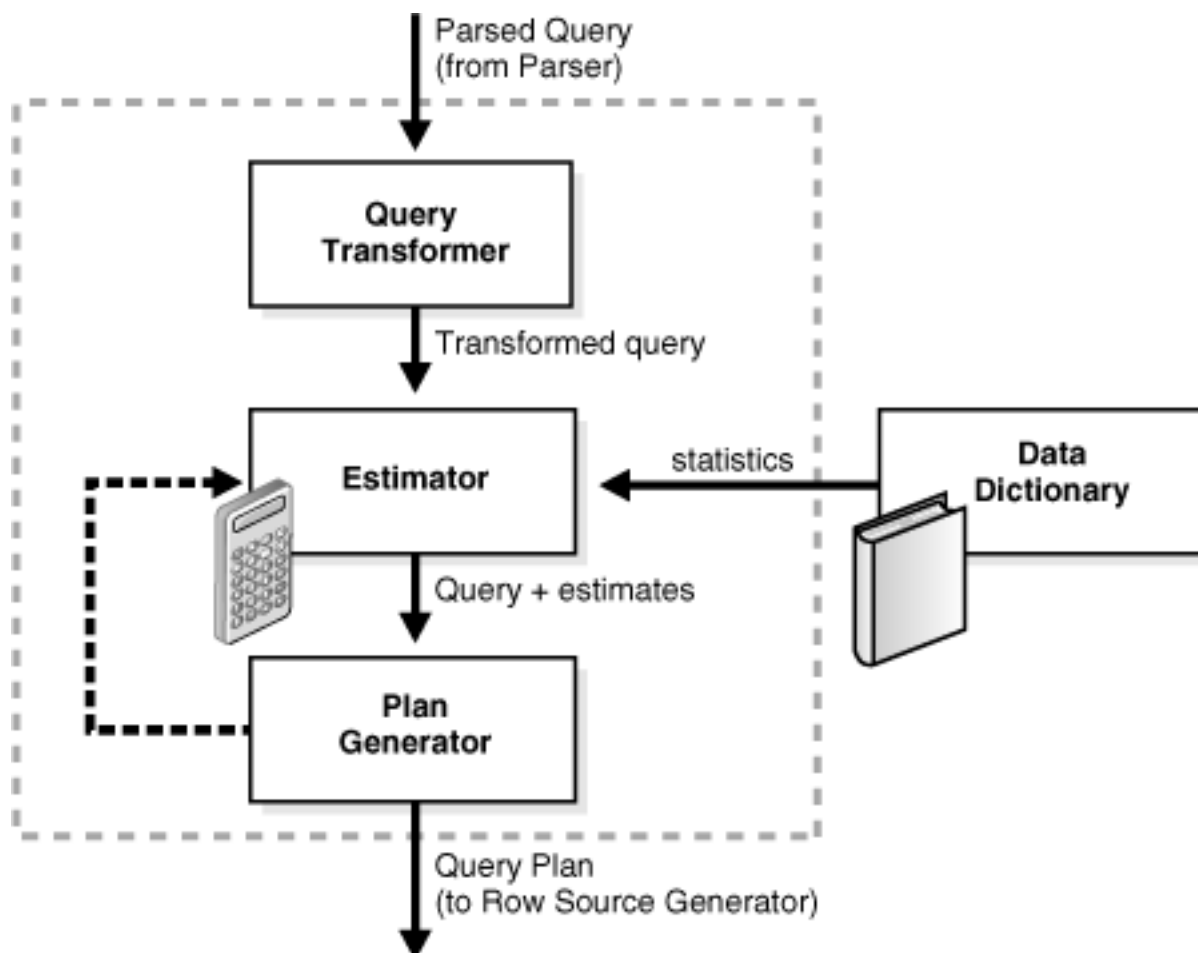 Parsed Query
(from Parser)
Query
Transformer
Transformed query
Estimator
statistics
Data
Dictionary
Query + estimates
Plan
Generator
Query Plan
(to Row Source Generator)